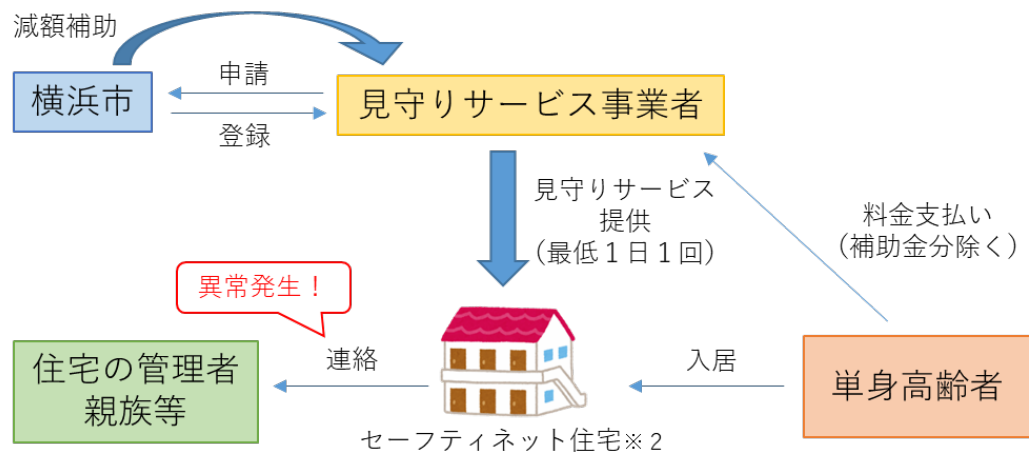 減額補助
横浜市
申請
登録
見守りサービス事業者
見守りサービス
提供
（最低１日１回）
料金支払い
（補助金分除く）
異常発生！
住宅の管理者
親族等
連絡
入居
単身高齢者
セーフティネット住宅※２